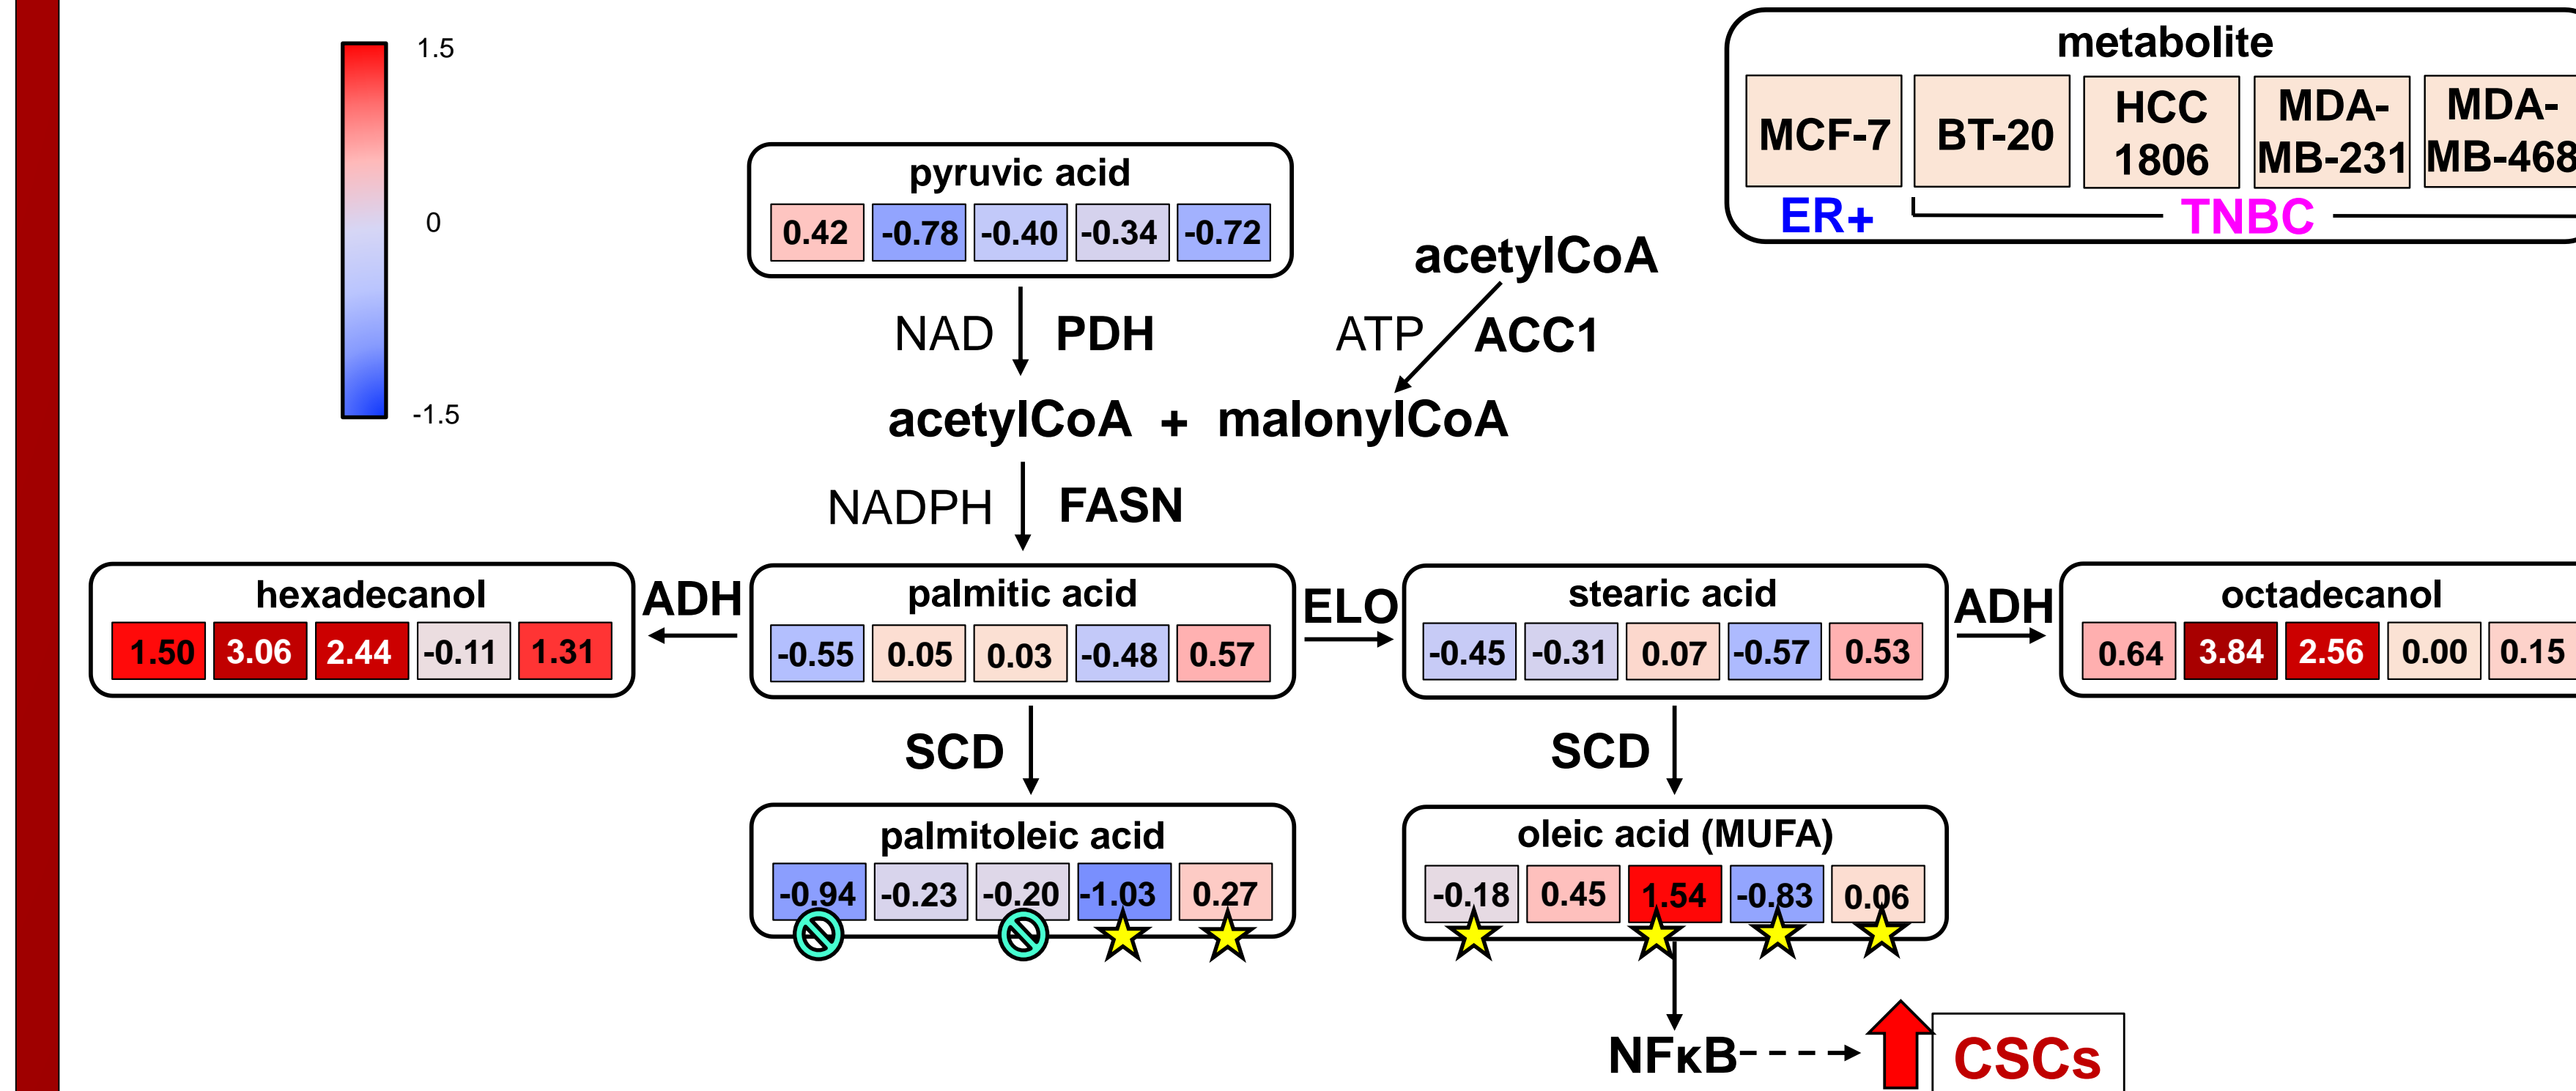 1.5
0
-1.5
metabolite
MCF-7 BT-20 HCC 1806 MDA-MB-231 MDA-MB-468
ER+ TNBC
pyruvic acid
0.42 -0.78 -0.40 -0.34 -0.72
acetylCoA
NAD PDH
ATP ACC1
acetylCoA + malonylCoA
NADPH FASN
hexadecanol
1.50 3.06 2.44 -0.11 1.31
ADH
palmitic acid
-0.55 0.05 0.03 -0.48 0.57
ELO
stearic acid
-0.45 -0.31 0.07 -0.57 0.53
ADH
octadecanol
0.64 3.84 2.56 0.00 0.15
SCD
SCD
palmitoleic acid
-0.94 -0.23 -0.20 -1.03 0.27
oleic acid (MUFA)
-0.18 0.45 1.54 -0.83 0.06
NFκB
CSCs